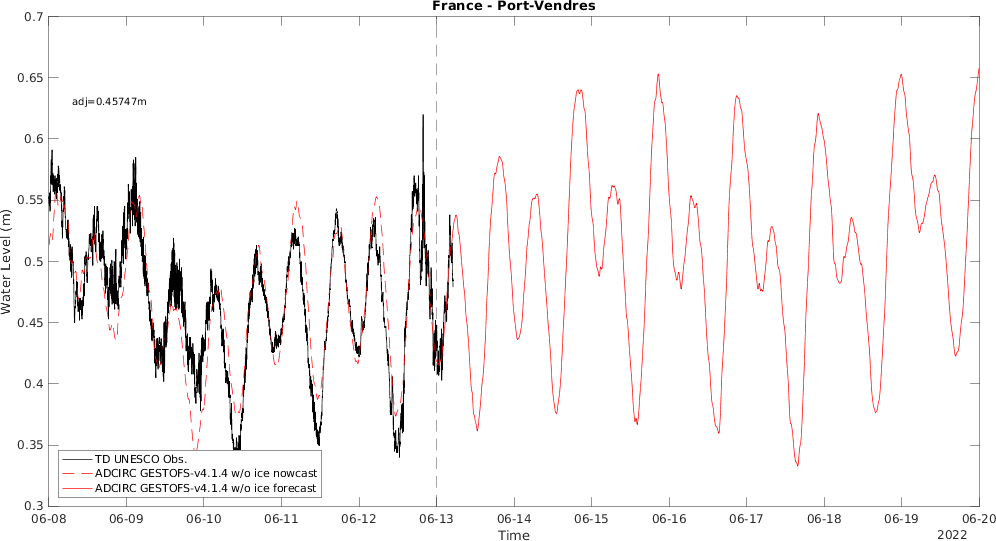 France - Port-Vendres
0.7
0.65
0.6
0.55
0.5
0.45
0.4
0.35
0.3
Water Level (m)
adj=0.45747m
TD UNESCO Obs.
ADCIRC GESTOFS-v4.1.4 w/o ice nowcast
ADCIRC GESTOFS-v4.1.4 w/o ice forecast
06-08 06-09 06-10 06-11 06-12 06-13 06-14 06-15 06-16 06-17 06-18 06-19 06-20
Time
2022